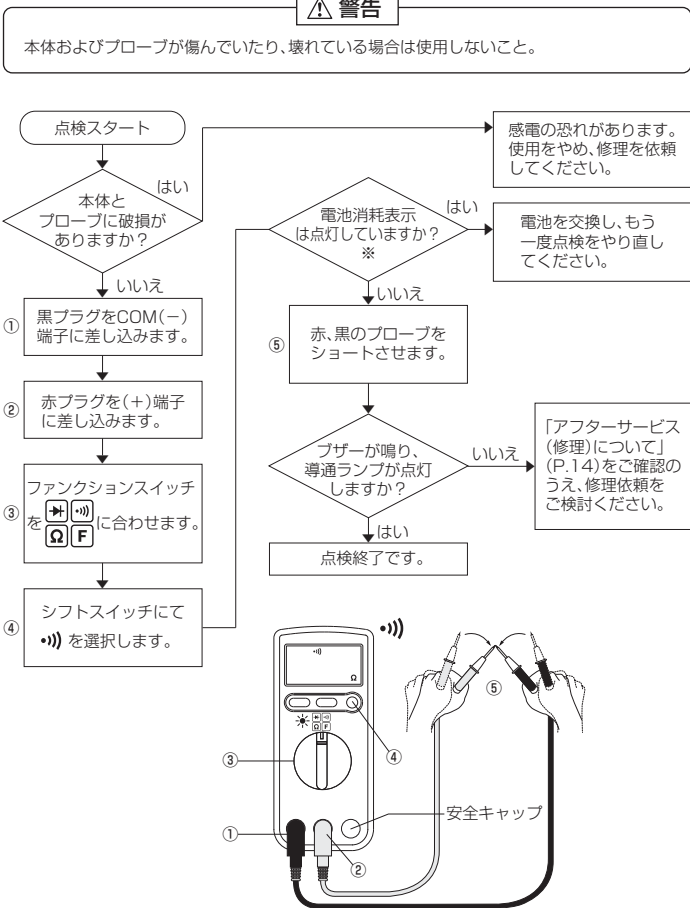 ⚠ 警告
本体およびプローブが傷んでいたり、壊れている場合は使用しないこと。
点検スタート
本体と
プローブに破損が
ありますか？
はい
感電の恐れがあります。
使用をやめ、修理を依頼
してください。
いいえ
① 黒プラグをCOM(−)
端子に差し込みます。
② 赤プラグを(+)端子
に差し込みます。
③ ファンクションスイッチ
を Ω F に合わせます。
④ シフトスイッチにて
•))) を選択します。
電池消耗表示
は点灯していますか？
※
はい
電池を交換し、もう
一度点検をやり直し
てください。
いいえ
⑤ 赤、黒のプローブを
ショートさせます。
ブザーが鳴り、
導通ランプが点灯
しますか？
いいえ
「アフターサービス
(修理)について」
(P.14)をご確認の
うえ、修理依頼を
ご検討ください。
はい
点検終了です。
•)))
•)))
Ω
Ω F
③
④
⑤
①
②
安全キャップ